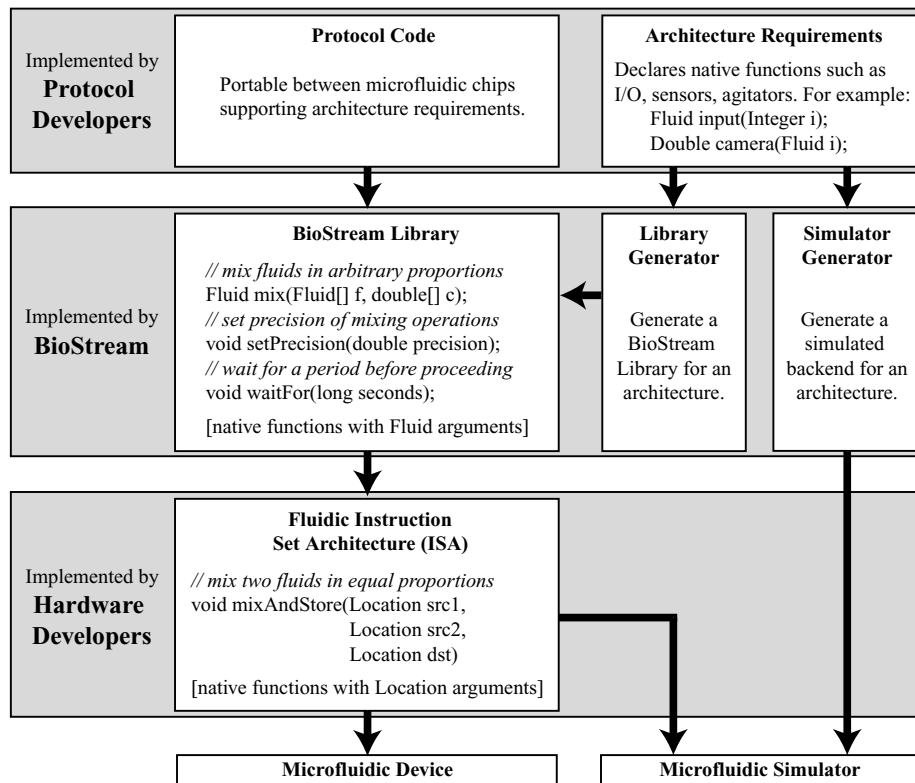 Implemented by
Protocol
Developers
Protocol Code
Portable between microfluidic chips
supporting architecture requirements.
Architecture Requirements
Declares native functions such as
I/O, sensors, agitators. For example:
Fluid input(Integer i);
Double camera(Fluid i);
Implemented by
BioStream
BioStream Library
// mix fluids in arbitrary proportions
Fluid mix(Fluid[] f, double[] c);
// set precision of mixing operations
void setPrecision(double precision);
// wait for a period before proceeding
void waitFor(long seconds);
[native functions with Fluid arguments]
Library
Generator
Generate a
BioStream
Library for an
architecture.
Simulator
Generator
Generate a
simulated
backend for an
architecture.
Implemented by
Hardware
Developers
Fluidic Instruction
Set Architecture (ISA)
// mix two fluids in equal proportions
void mixAndStore(Location src1,
Location src2,
Location dst)
[native functions with Location arguments]
Microfluidic Device
Microfluidic Simulator